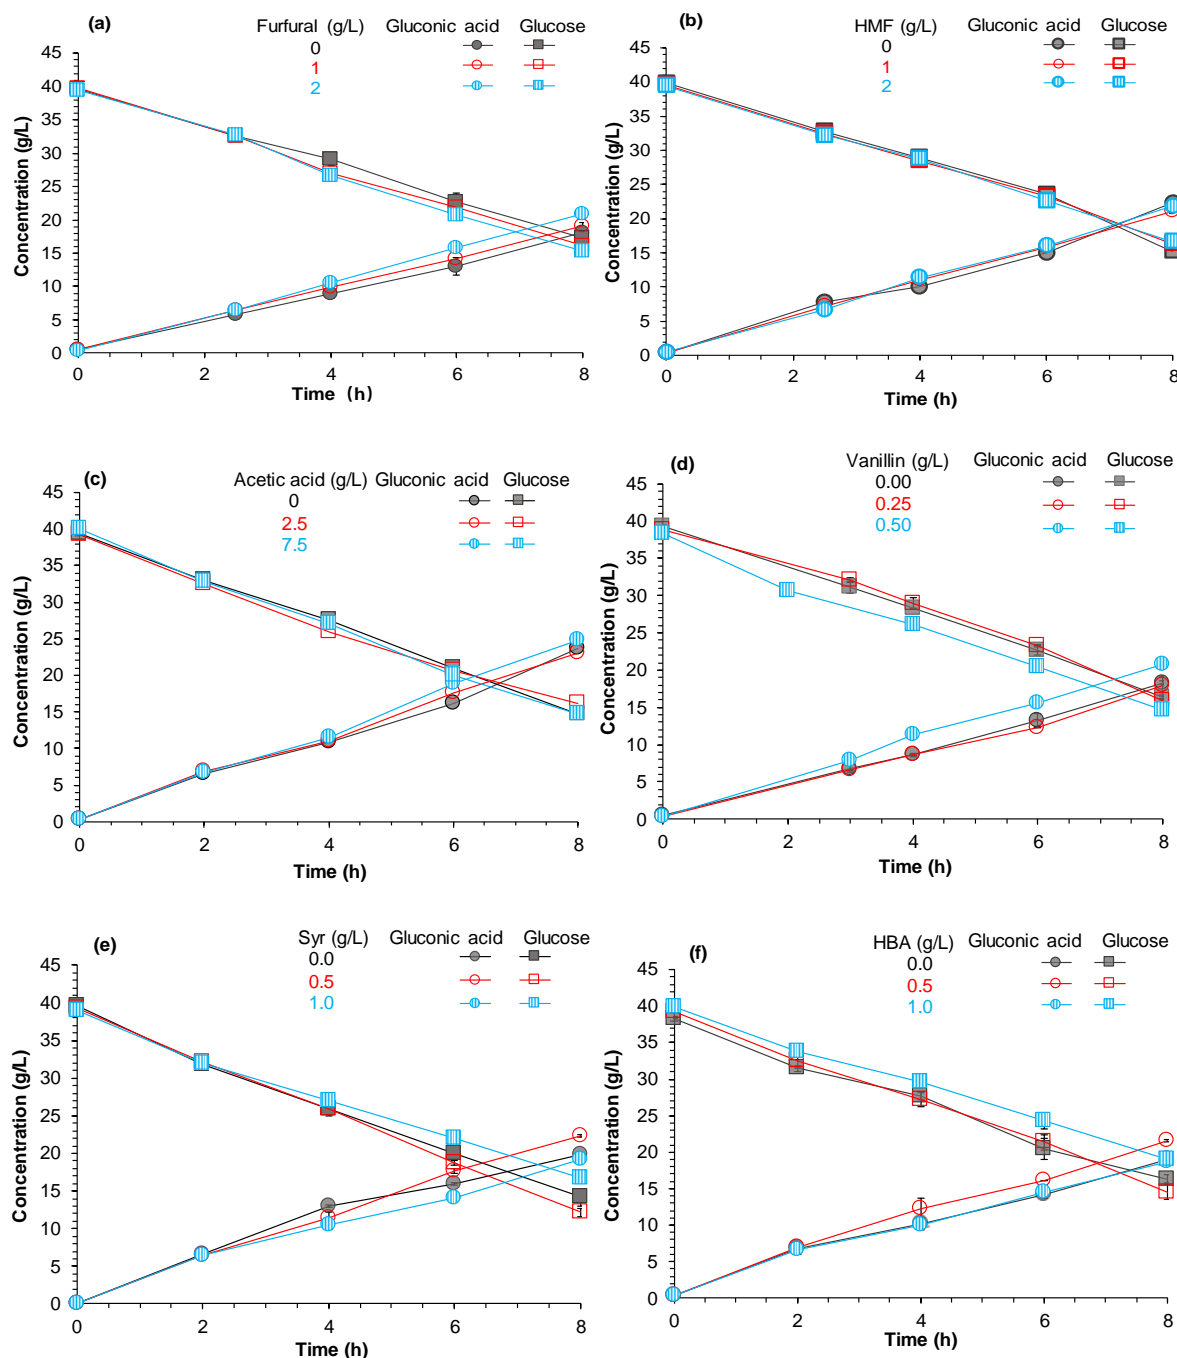 (a)
Furfural (g/L) Gluconic acid Glucose
0
1
2
45
40
35
30
25
20
15
10
5
0
Concentration (g/L)
0 2 4 6 8
Time (h)
(b)
HMF (g/L) Gluconic acid Glucose
0
1
2
45
40
35
30
25
20
15
10
5
0
Concentration (g/L)
0 2 4 6 8
Time (h)
(c)
Acetic acid (g/L) Gluconic acid Glucose
0
2.5
7.5
45
40
35
30
25
20
15
10
5
0
Concentration (g/L)
0 2 4 6 8
Time (h)
(d)
Vanillin (g/L) Gluconic acid Glucose
0.00
0.25
0.50
45
40
35
30
25
20
15
10
5
0
Concentration (g/L)
0 2 4 6 8
Time (h)
(e)
Syr (g/L) Gluconic acid Glucose
0.0
0.5
1.0
45
40
35
30
25
20
15
10
5
0
Concentration (g/L)
0 2 4 6 8
Time (h)
(f)
HBA (g/L) Gluconic acid Glucose
0.0
0.5
1.0
45
40
35
30
25
20
15
10
5
0
Concentration (g/L)
0 2 4 6 8
Time (h)